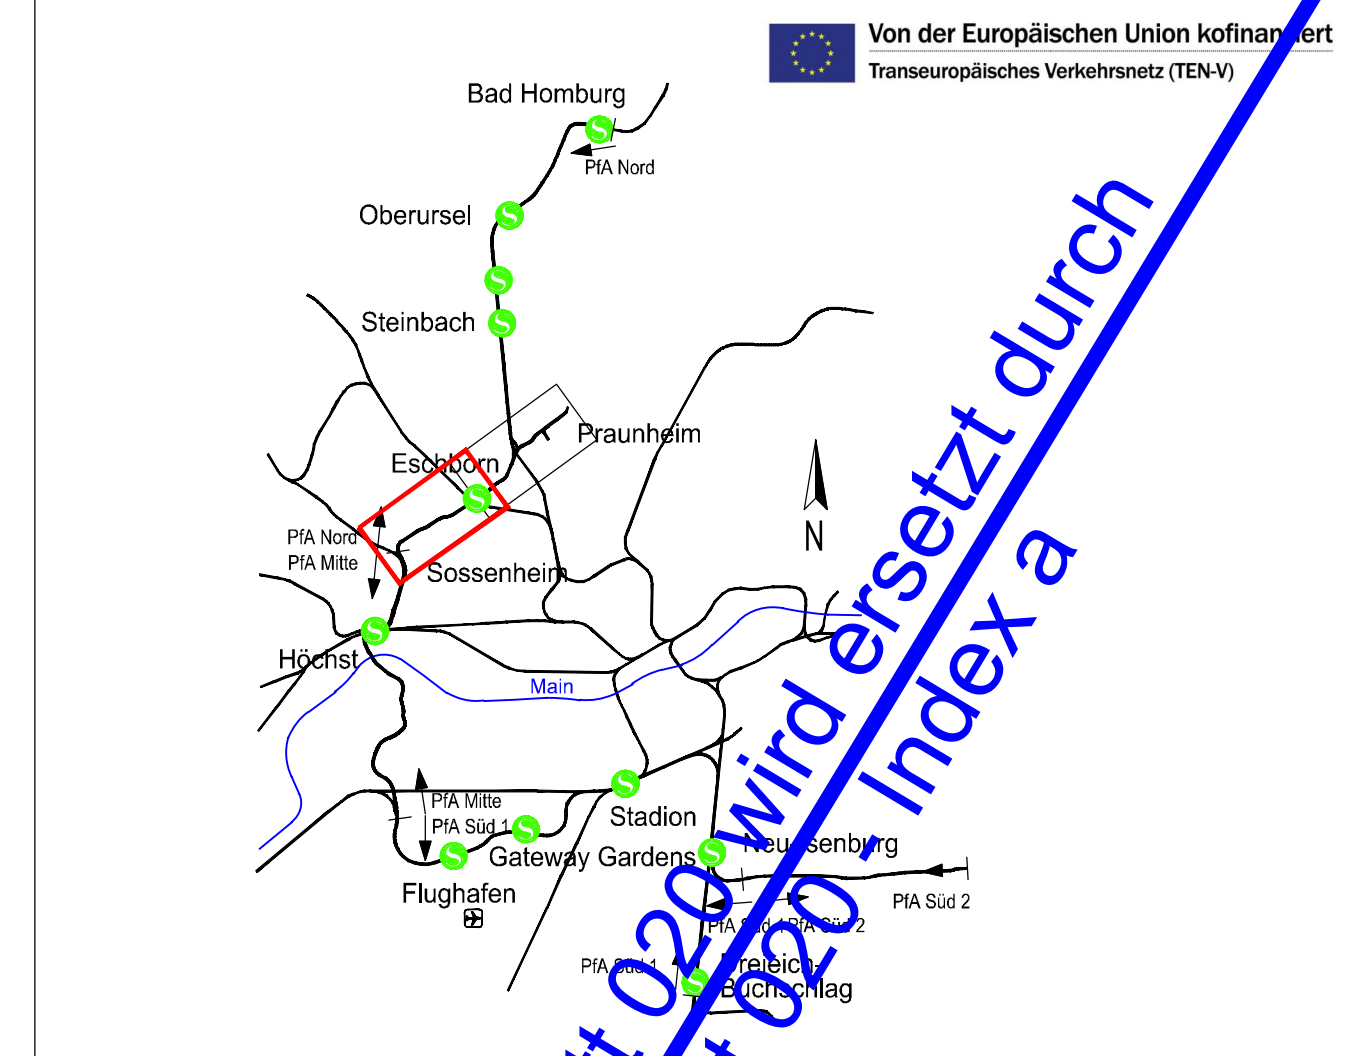 Von der Europäischen Union kofinanziert
Transeuropäisches Verkehrsnetz (TEN-V)
Bad Homburg
PfA Nord
Oberursel
Steinbach
Praunheim
Eschborn
PfA Nord
PfA Mitte
Sossenheim
N
Höchst
Main
PfA Mitte
PfA Süd 1
Stadion
Gateway Gardens
Neu-Isenburg
Flughafen
PfA Süd 2
PfA Süd 1
PfA Süd 2
PfA Süd 1
Dreieich-
Buchschlag
020 wird ersetzt durch
020 - Index a